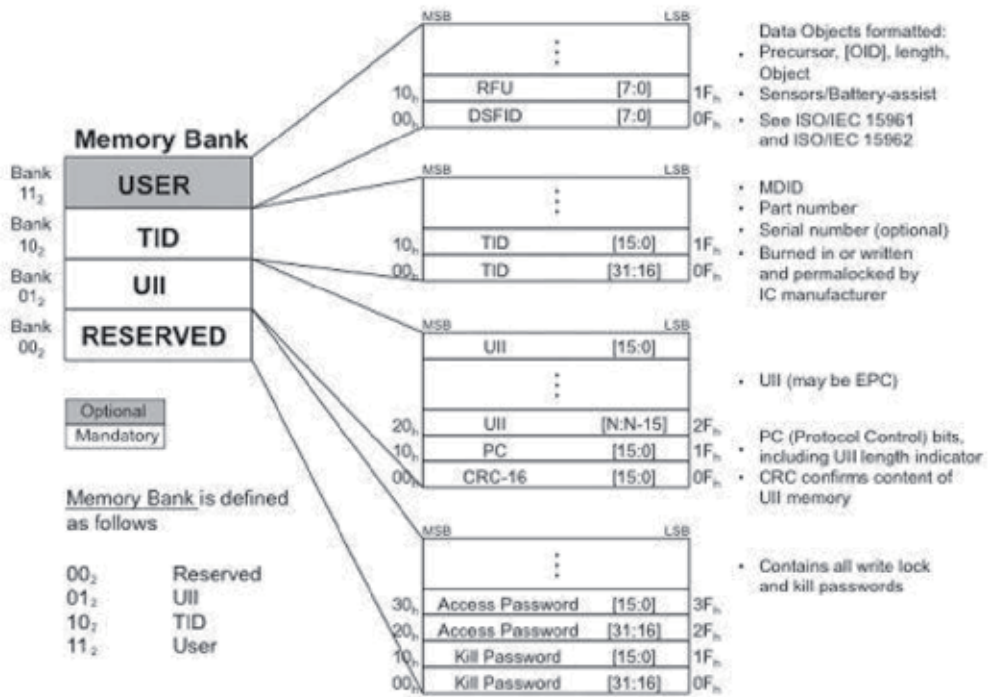 MSB LSB
⋮
10h RFU [7:0] 1Fh
00h DSFID [7:0] 0Fh
Data Objects formatted:
• Precursor, [OID], length,
Object
• Sensors/Battery-assist
• See ISO/IEC 15961
and ISO/IEC 15962
Memory Bank
Bank
11₂
USER
Bank
10₂
TID
Bank
01₂
UII
Bank
00₂
RESERVED
MSB LSB
⋮
10h TID [15:0] 1Fh
00h TID [31:16] 0Fh
• MDID
• Part number
• Serial number (optional)
• Burned in or written
and permalocked by
IC manufacturer
MSB LSB
UII [15:0]
⋮
20h UII [N:N-15] 2Fh
10h PC [15:0] 1Fh
00h CRC-16 [15:0] 0Fh
• UII (may be EPC)
• PC (Protocol Control) bits,
including UII length indicator
• CRC confirms content of
UII memory
Optional
Mandatory
Memory Bank is defined
as follows
00₂ Reserved
01₂ UII
10₂ TID
11₂ User
MSB LSB
⋮
30h Access Password [15:0] 3Fh
20h Access Password [31:16] 2Fh
10h Kill Password [15:0] 1Fh
00h Kill Password [31:16] 0Fh
• Contains all write lock
and kill passwords